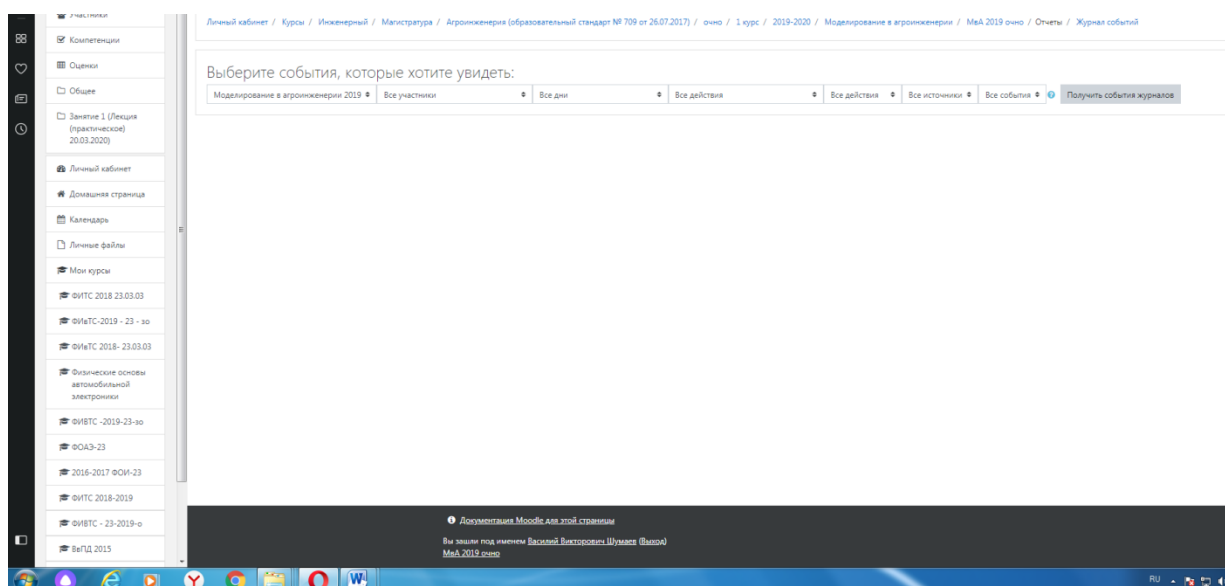 Участники
Компетенции
Оценки
Общее
Занятие 1 (Лекция
(практическое)
20.03.2020)
Личный кабинет
Домашняя страница
Календарь
Личные файлы
Мои курсы
ФИТС 2018 23.03.03
ФИвТС-2019 - 23 - зо
ФИвТС 2018- 23.03.03
Физические основы
автомобильной
электроники
ФИВТС -2019-23-зо
ФОАЭ-23
2016-2017 ФОИ-23
ФИТС 2018-2019
ФИВТС - 23-2019-о
ВвПД 2015
Личный кабинет / Курсы / Инженерный / Магистратура / Агроинженерия (образовательный стандарт № 709 от 26.07.2017) / очно / 1 курс / 2019-2020 / Моделирование в агроинженерии / МвА 2019 очно / Отчеты / Журнал событий
Выберите события, которые хотите увидеть:
Моделирование в агроинженерии 2019 Все участники Все дни Все действия Все действия Все источники Все события Получить события журналов
Документация Moodle для этой страницы
Вы зашли под именем Василий Викторович Шумаев (Выход)
МвА 2019 очно
RU